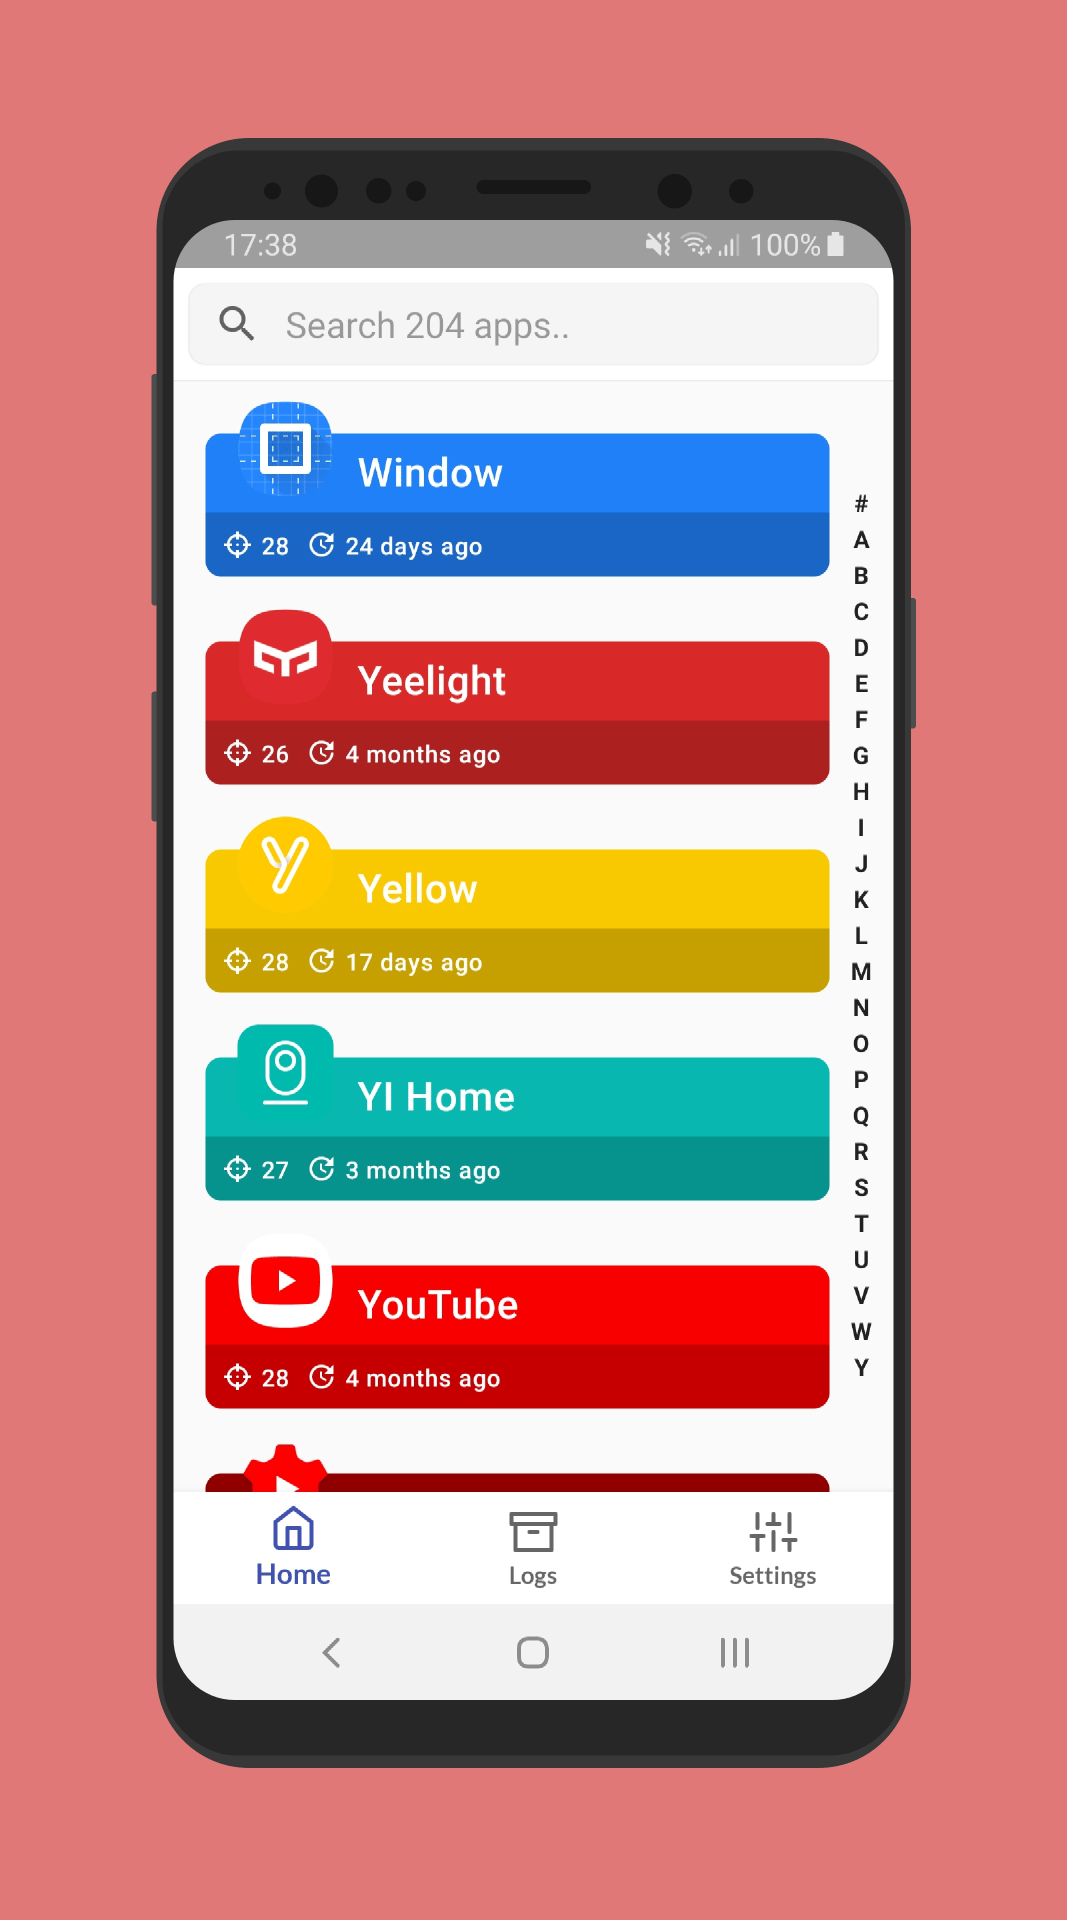 17:38 100%
Search 204 apps..
Window
28 24 days ago
Yeelight
26 4 months ago
Yellow
28 17 days ago
YI Home
27 3 months ago
YouTube
28 4 months ago
#
A
B
C
D
E
F
G
H
I
J
K
L
M
N
O
P
Q
R
S
T
U
V
W
Y
Home Logs Settings